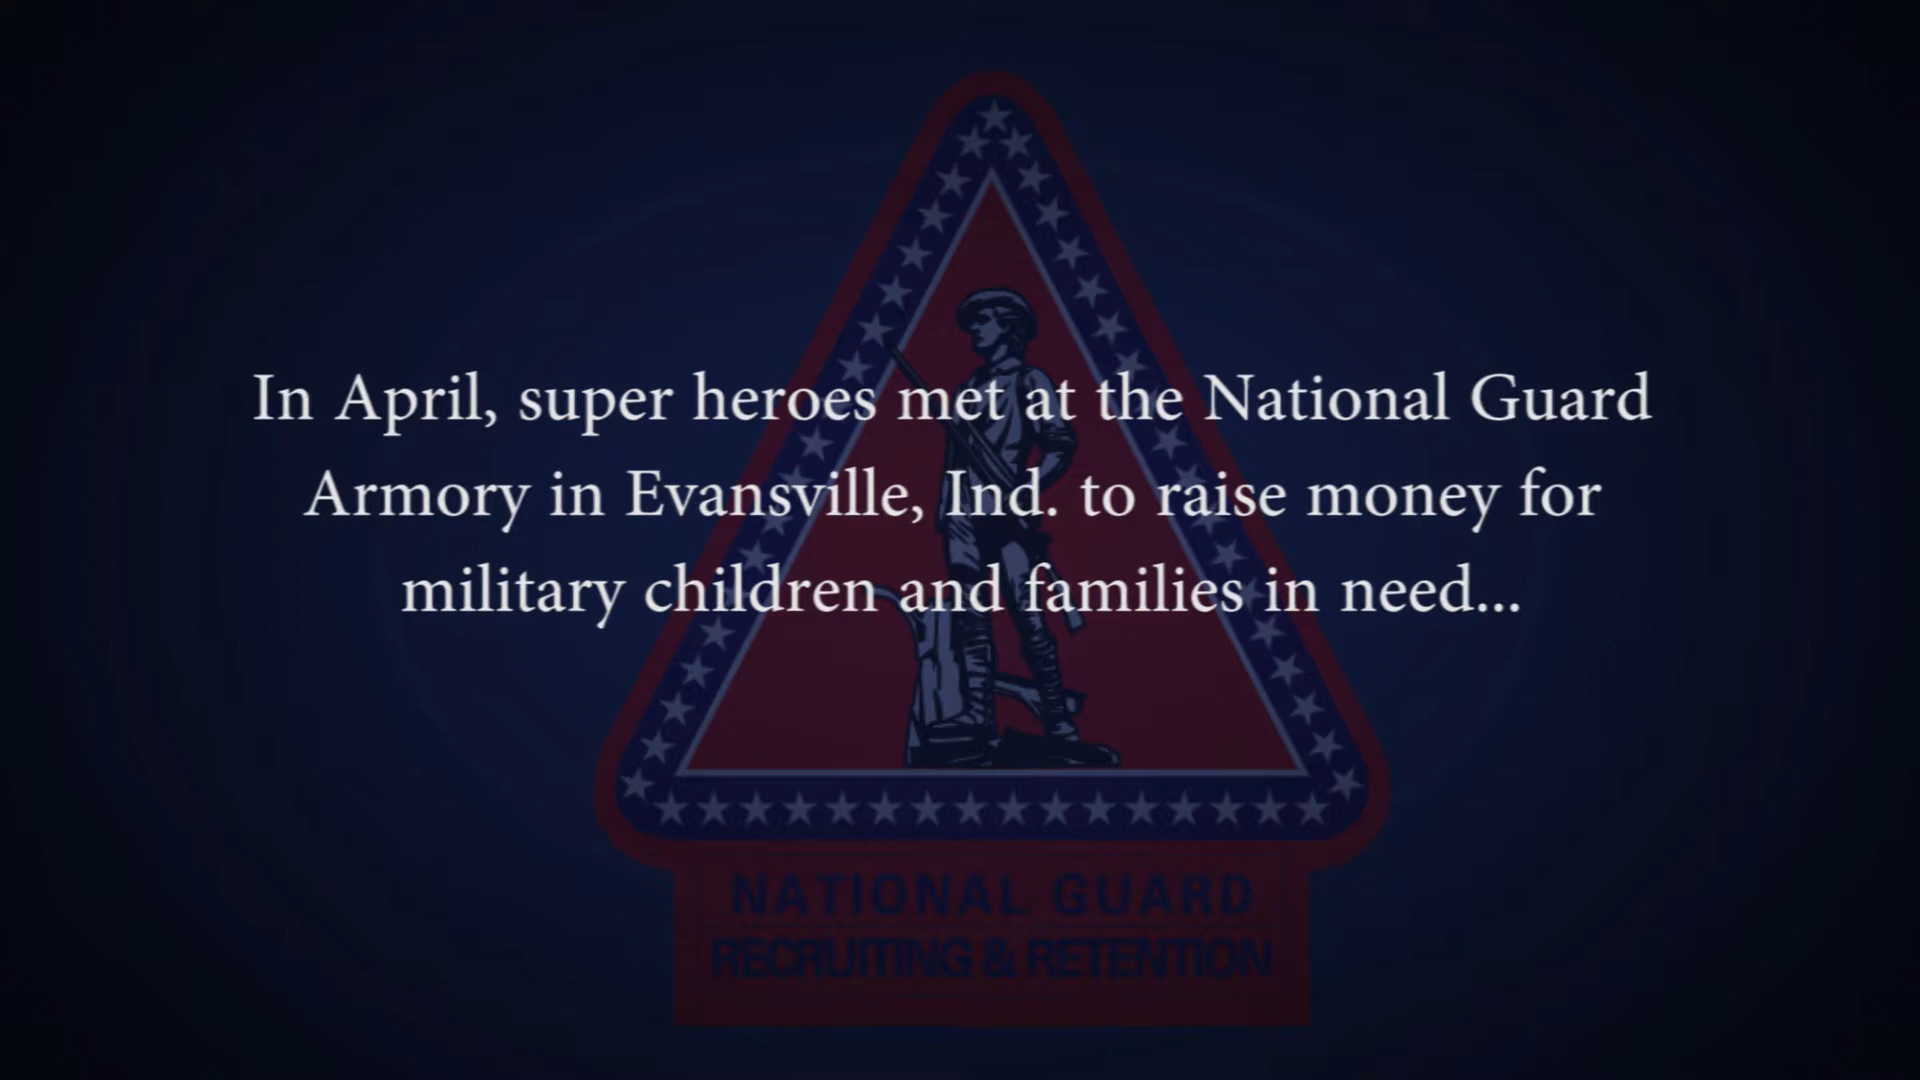 In April, super heroes met at the National Guard
Armory in Evansville, Ind. to raise money for
military children and families in need...
NATIONAL GUARD
RECRUITING & RETENTION